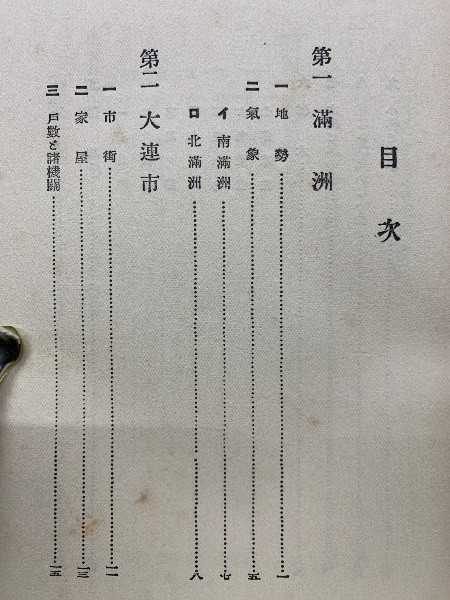 目次
第一 滿洲
一 地勢……一
二 氣象……五
イ 南滿洲……七
ロ 北滿洲……八
第二 大連市
一 市街……一一
二 家屋……一三
三 戶數と諸機關……一五